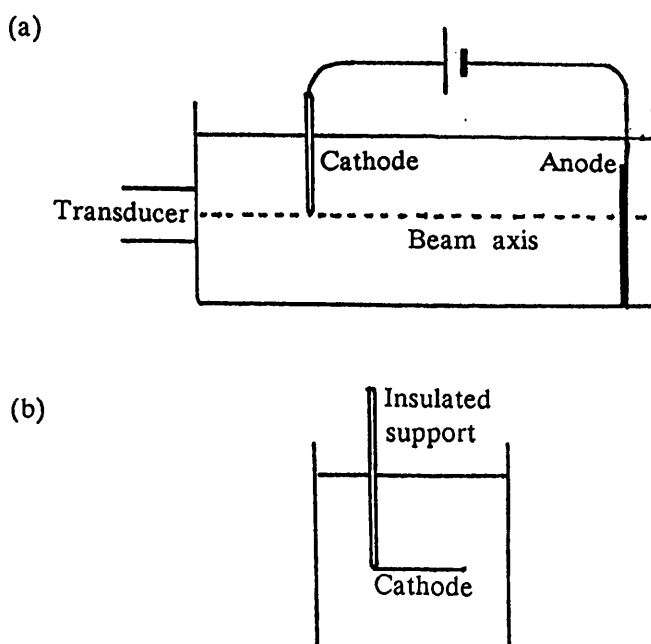 (a)
Cathode
Anode
Transducer
Beam axis
(b)
Insulated
support
Cathode